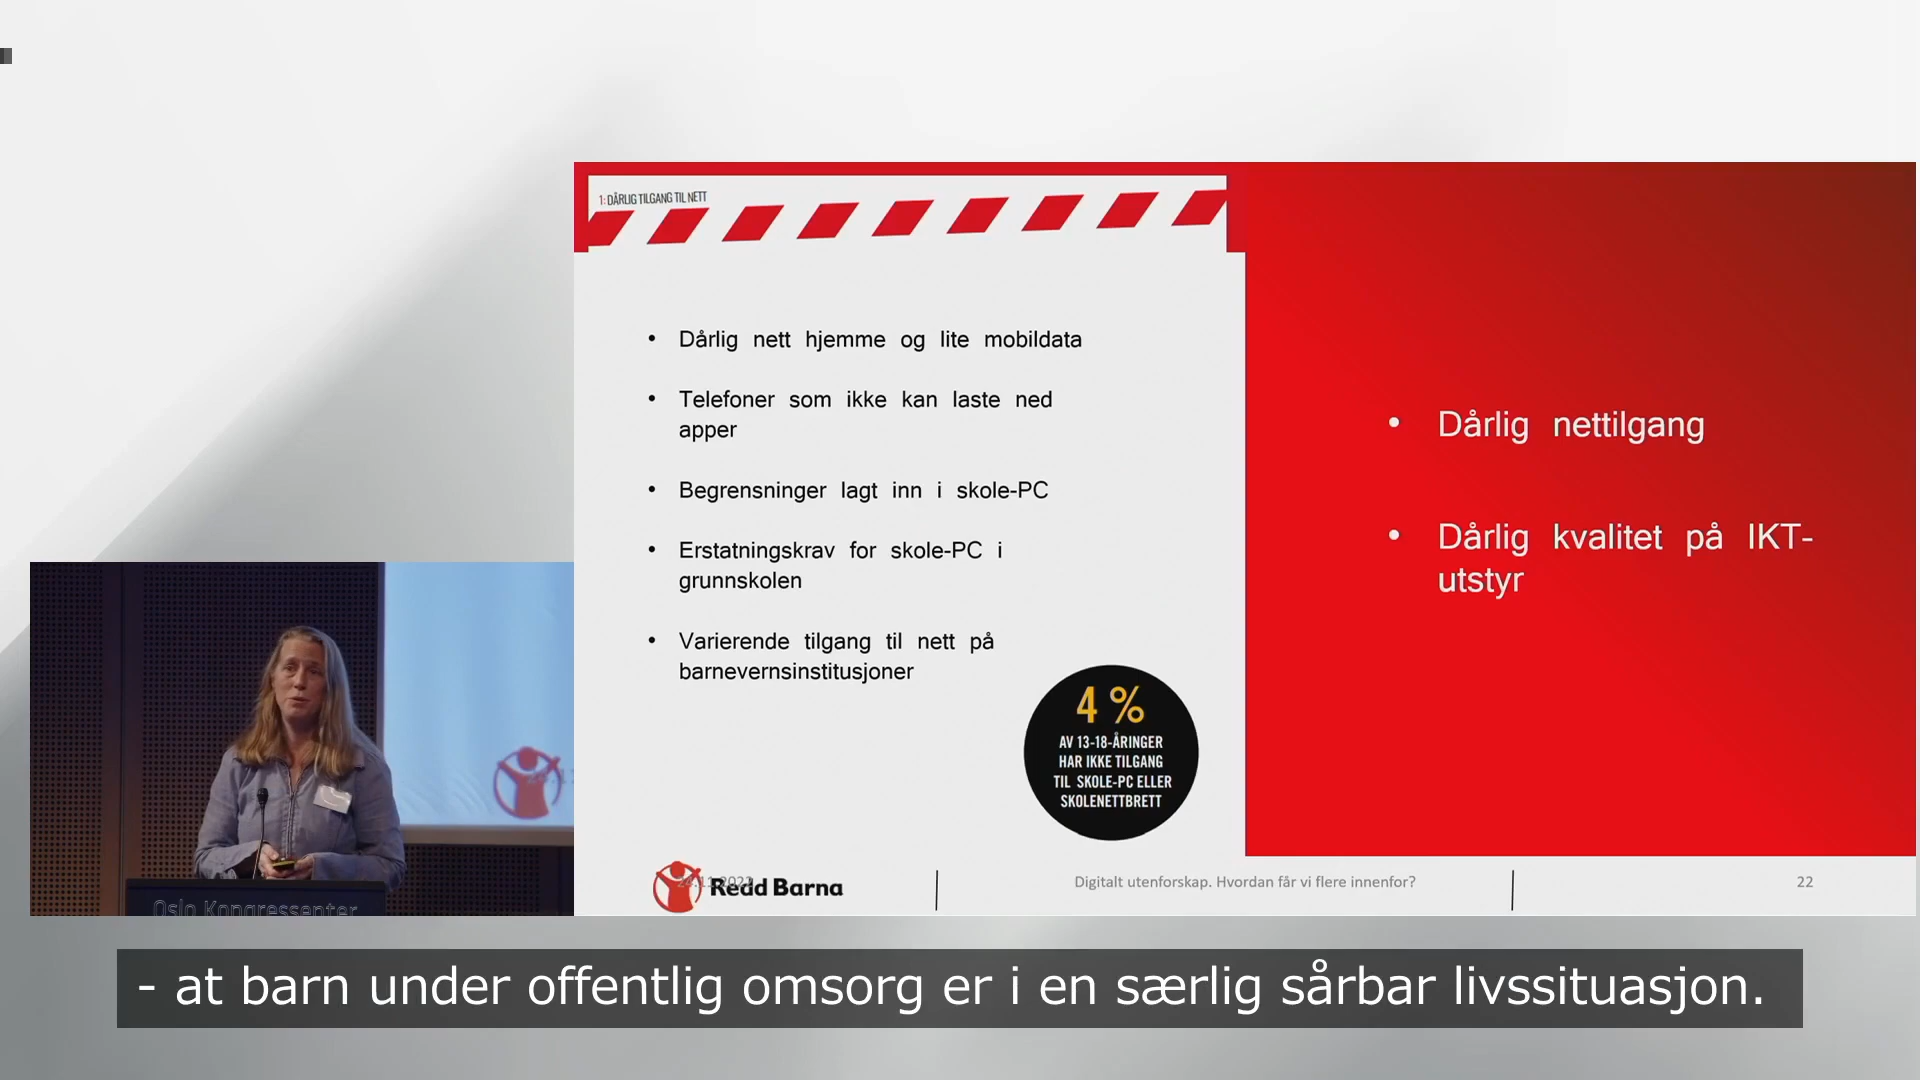 1: DÅRLIG TILGANG TIL NETT
• Dårlig nett hjemme og lite mobildata
• Telefoner som ikke kan laste ned
apper
• Begrensninger lagt inn i skole-PC
• Erstatningskrav for skole-PC i
grunnskolen
• Varierende tilgang til nett på
barnevernsinstitusjoner
4 %
AV 13-18-ÅRINGER
HAR IKKE TILGANG
TIL SKOLE-PC ELLER
SKOLENETTBRETT
• Dårlig nettilgang
• Dårlig kvalitet på IKT-
utstyr
Redd Barna
Digitalt utenforskap. Hvordan får vi flere innenfor?
22
Oslo Kongressenter
- at barn under offentlig omsorg er i en særlig sårbar livssituasjon.